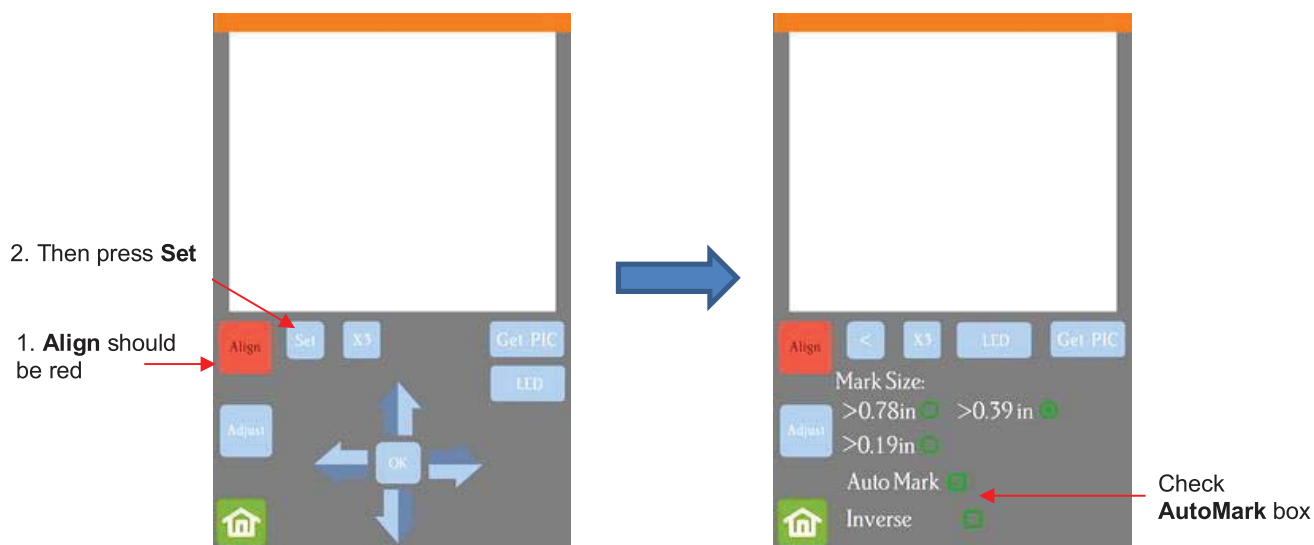 2. Then press Set
1. Align should
be red
Align
Set
X3
Get PIC
LED
Adjust
OK
Align
<
X3
LED
Get PIC
Mark Size:
>0.78in >0.39 in
>0.19in
Adjust
Auto Mark
Inverse
Check
AutoMark box